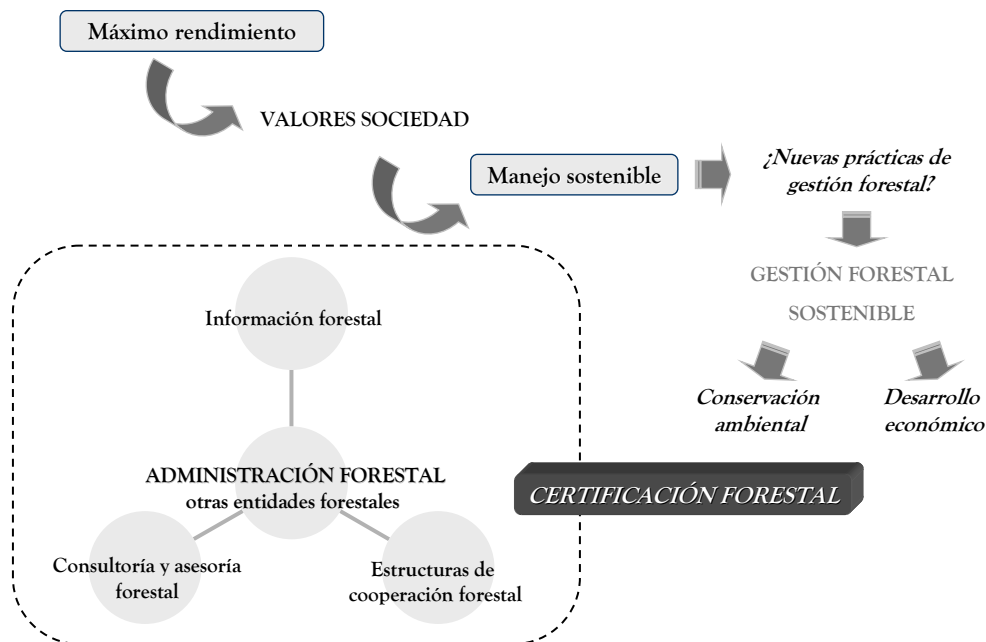 Máximo rendimiento
VALORES SOCIEDAD
Manejo sostenible
¿Nuevas prácticas de
gestión forestal?
GESTIÓN FORESTAL
SOSTENIBLE
Conservación
ambiental
Desarrollo
económico
Información forestal
ADMINISTRACIÓN FORESTAL
otras entidades forestales
Consultoría y asesoría
forestal
Estructuras de
cooperación forestal
CERTIFICACIÓN FORESTAL